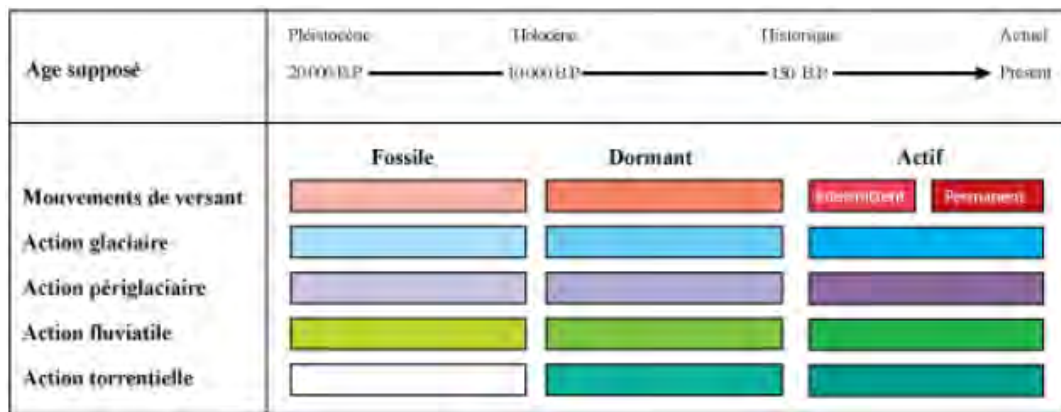 Pléistocène Holocène Historique Actuel
Age supposé
20 000 B.P 10 000 B.P 150 B.P. Présent
Fossile Dormant Actif
Mouvements de versant Intermittent Permanent
Action glaciaire
Action périglaciaire
Action fluviatile
Action torrentielle